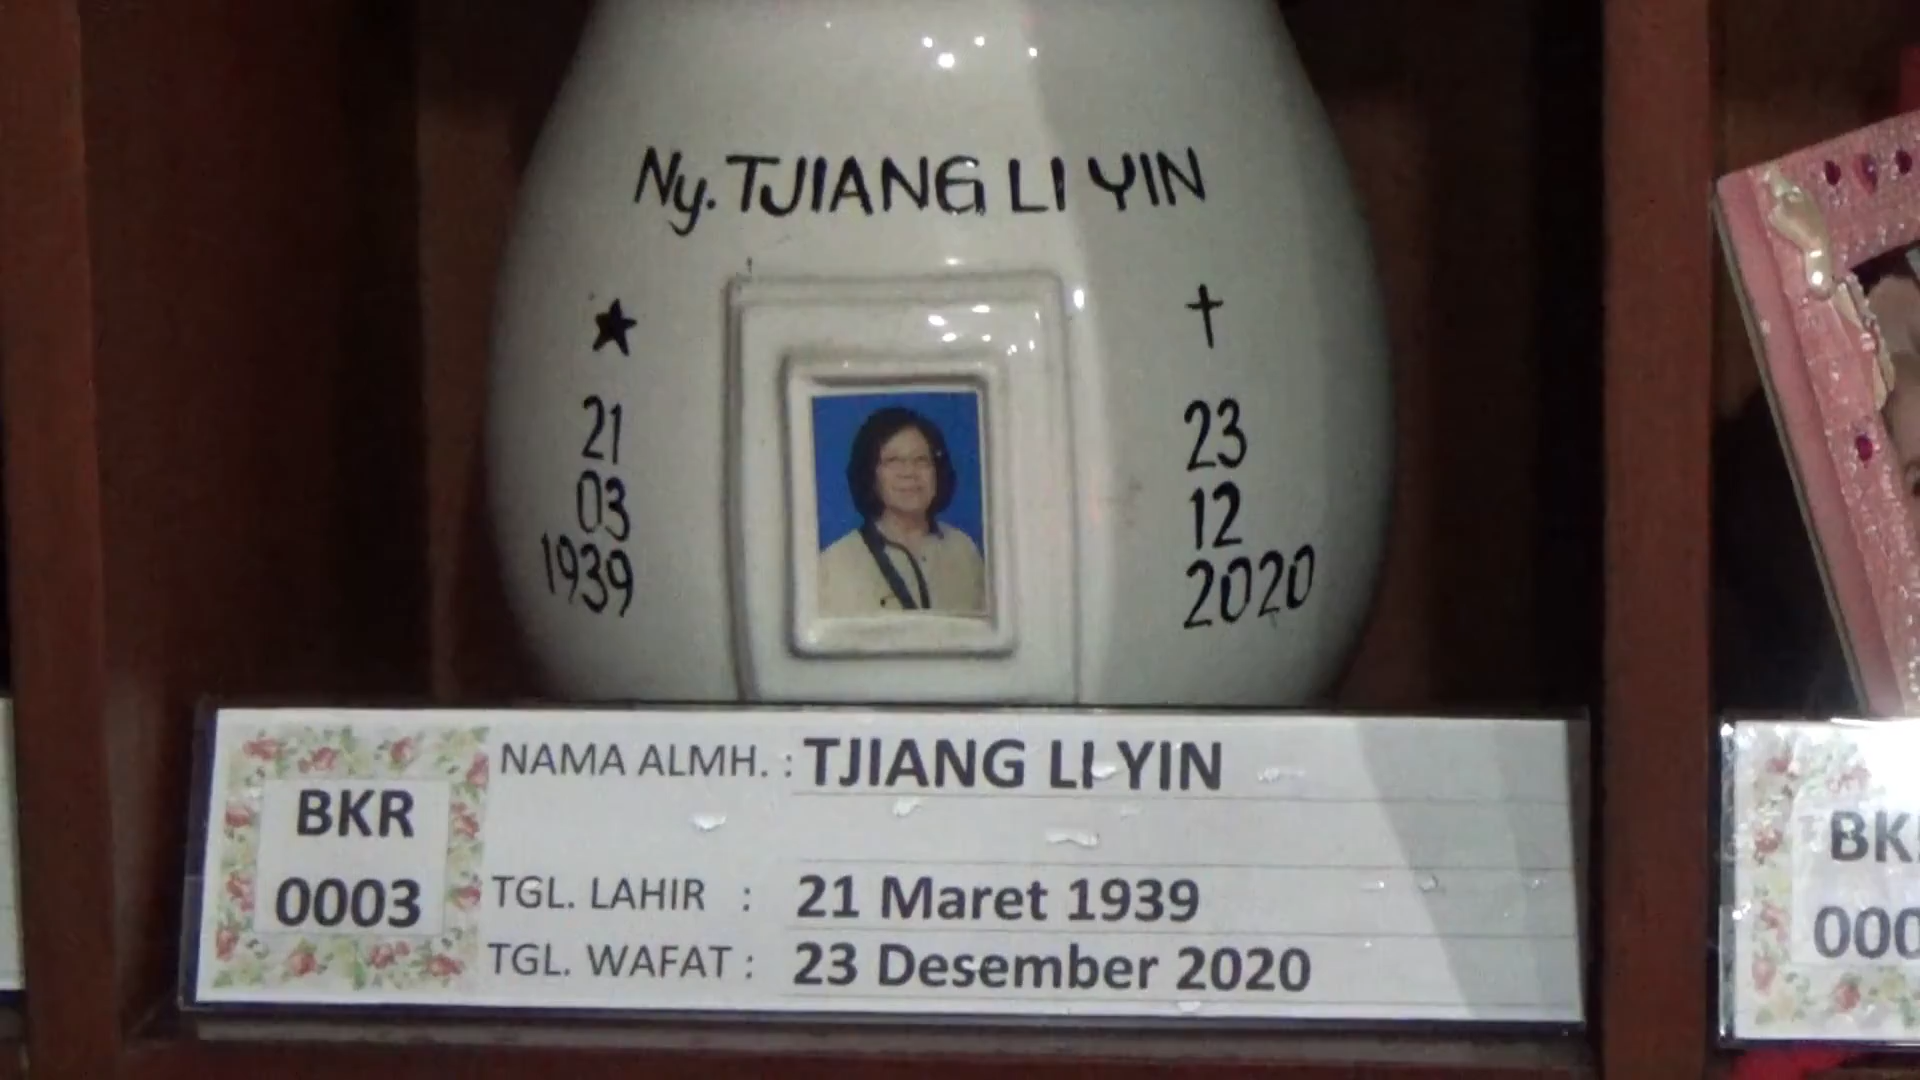 Ny. TJIANG LI YIN
21
03
1939
23
12
2020
BKR
0003
NAMA ALMH. : TJIANG LI YIN
TGL. LAHIR : 21 Maret 1939
TGL. WAFAT : 23 Desember 2020